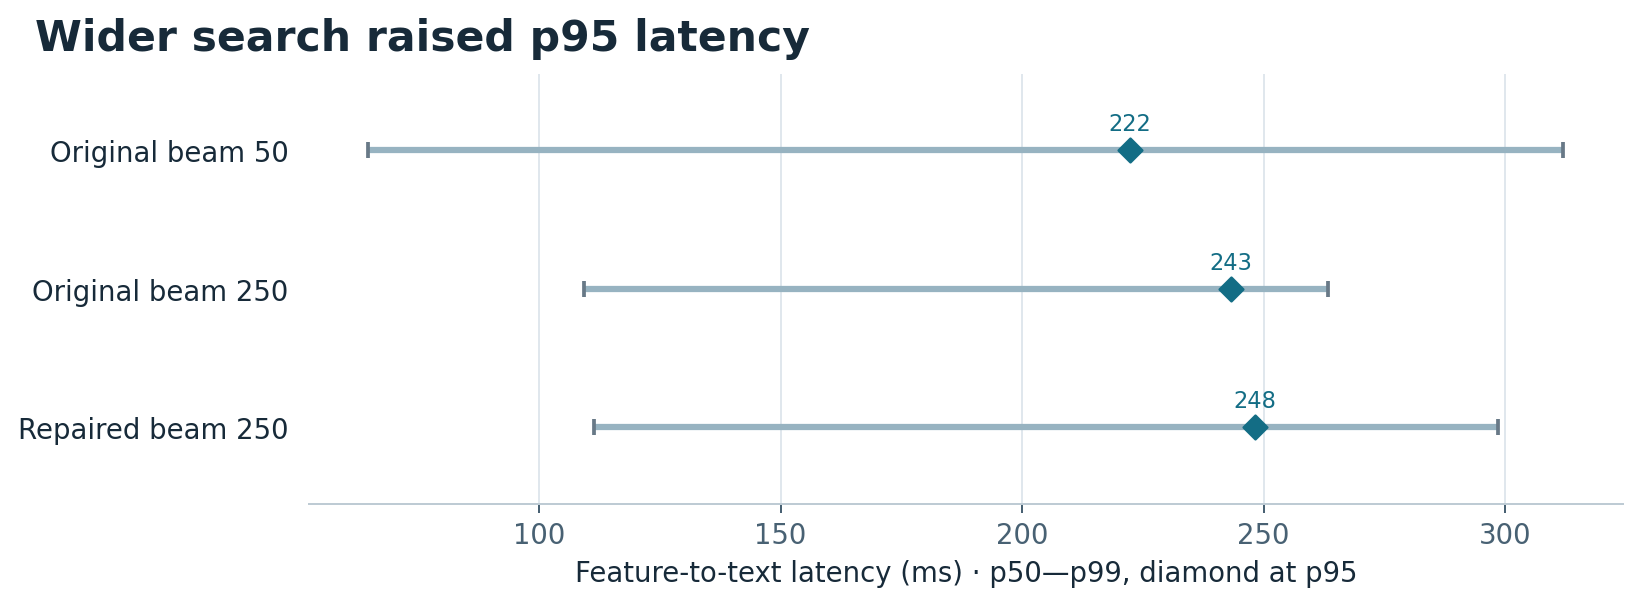 Wider search raised p95 latency
222
Original beam 50
243
Original beam 250
248
Repaired beam 250
100 150 200 250 300
Feature-to-text latency (ms) · p50—p99, diamond at p95